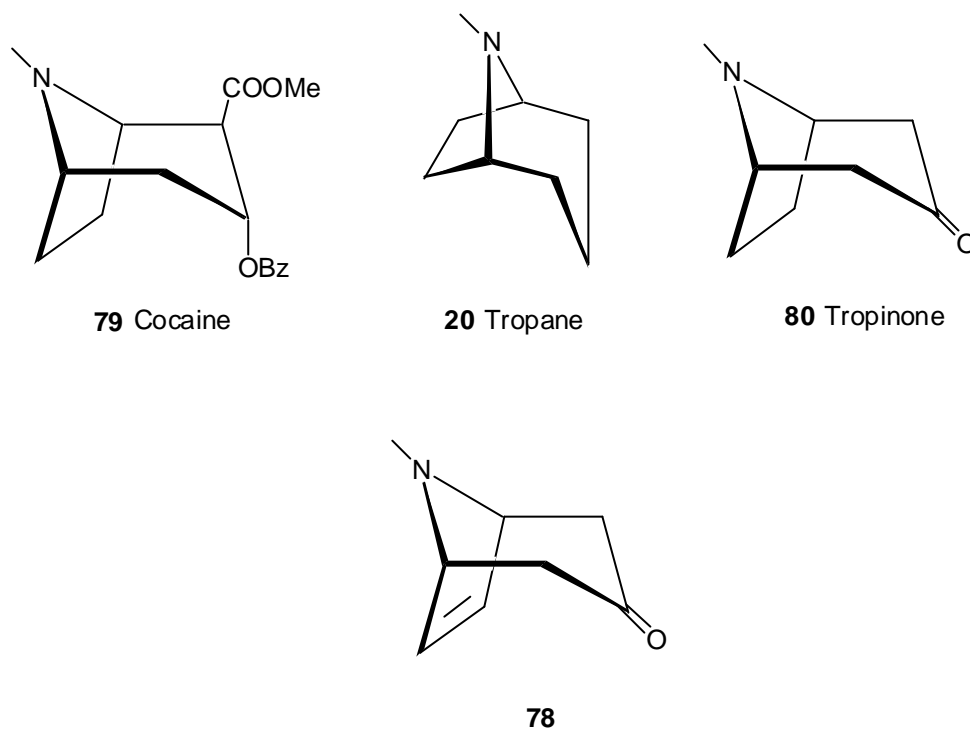 N
COOMe
OBz
79 Cocaine
N
20 Tropane
N
O
80 Tropinone
N
O
78